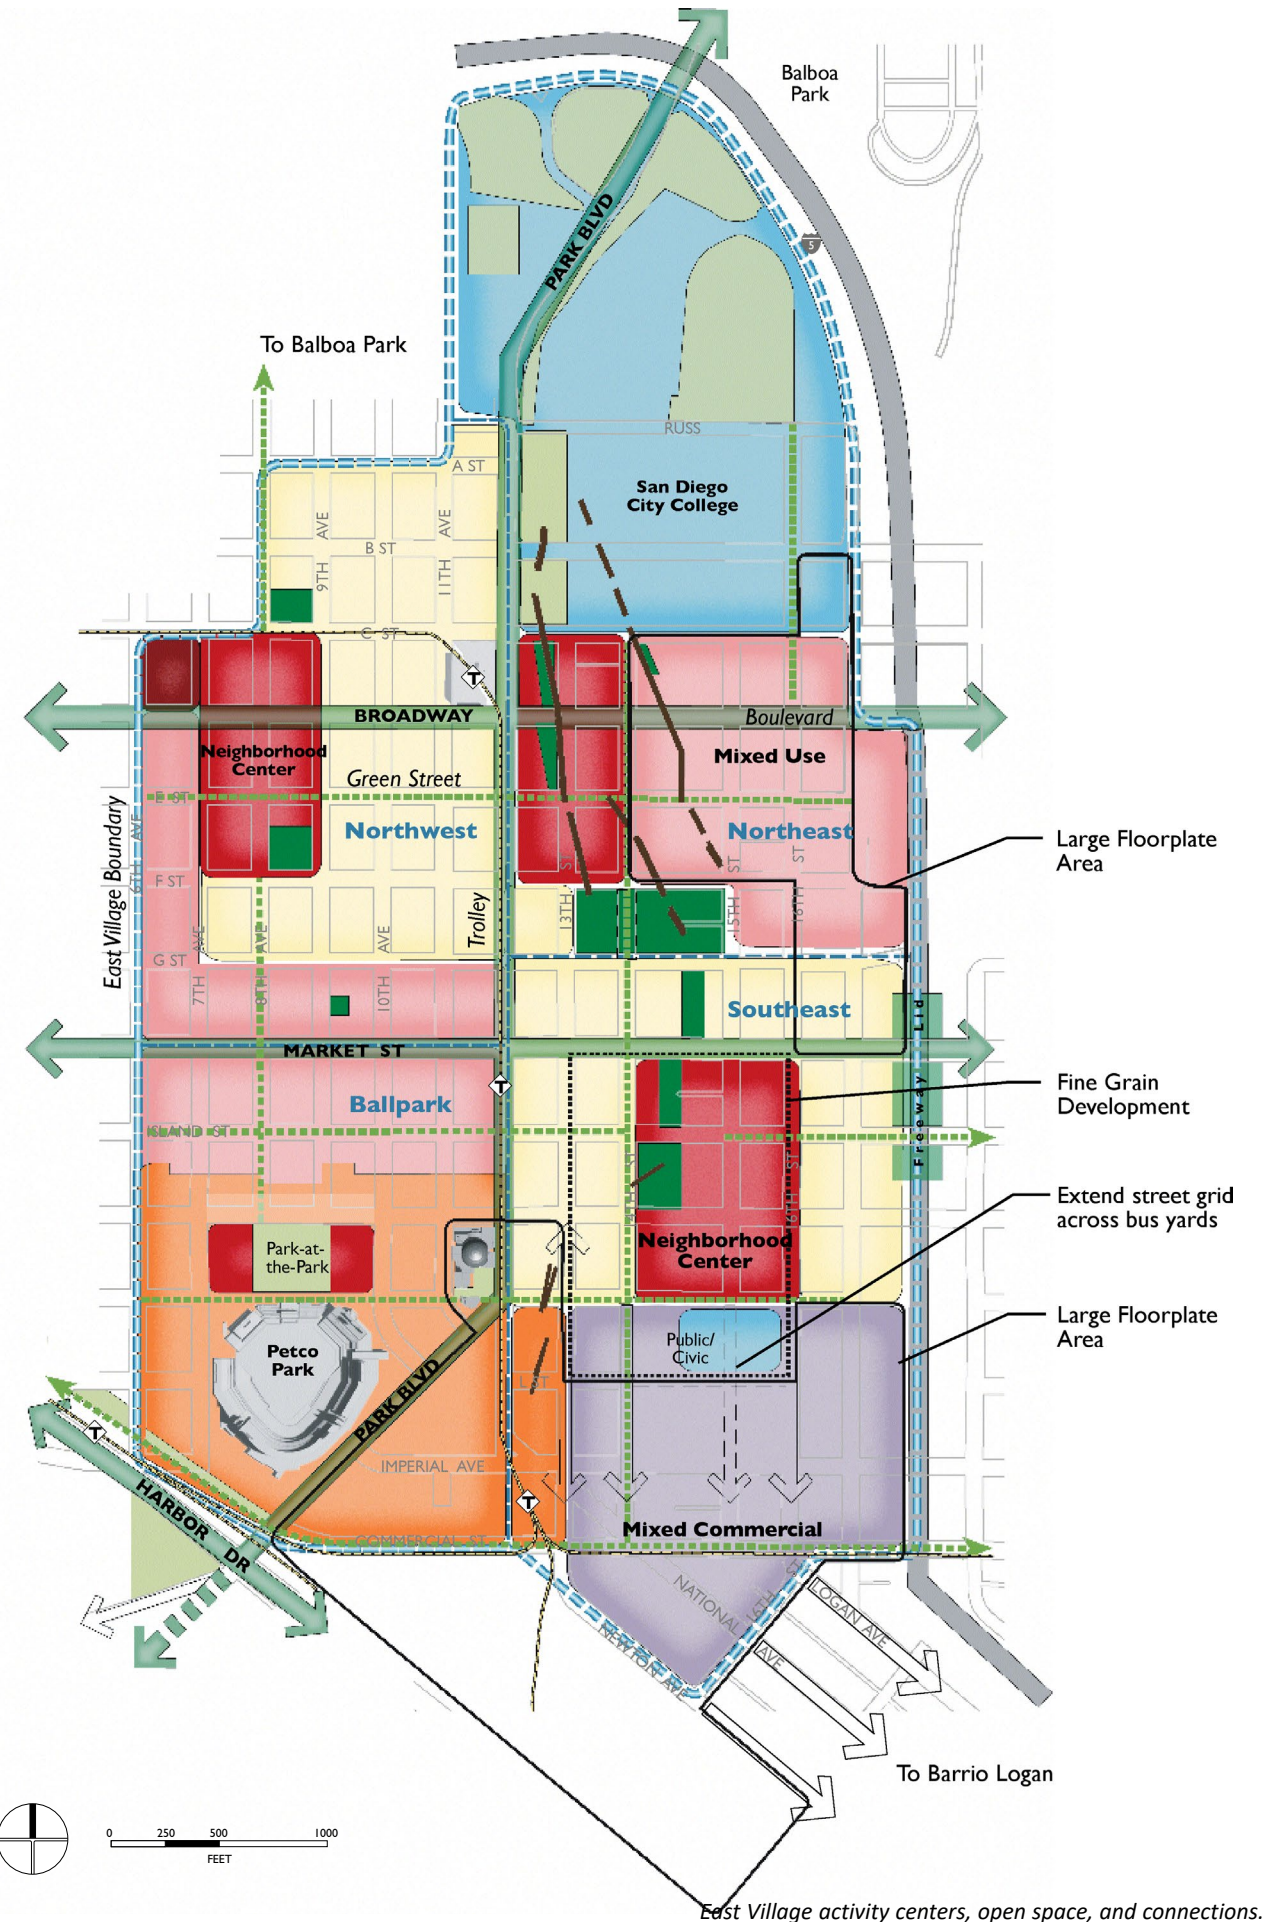 Balboa
Park
5
PARK BLVD
To Balboa Park
RUSS
A ST
San Diego
City College
9TH AVE
11TH AVE
B ST
C ST
T
BROADWAY
Boulevard
Neighborhood
Center
Green Street
Mixed Use
E ST
Northwest
Northeast
Large Floorplate
Area
East Village Boundary
6TH AVE
F ST
ST
ST
ST
Trolley
13TH
15TH
16TH
AVE
AVE
AVE
G ST
7TH
8TH
10TH
Southeast
Freeway Lid
MARKET ST
Fine Grain
Development
T
Ballpark
ISLAND ST
ST
Extend street grid
across bus yards
Neighborhood
Center
Park-at-
the-Park
Large Floorplate
Area
Public/
Civic
Petco
Park
L ST
PARK BLVD
T
IMPERIAL AVE
T
HARBOR DR
COMMERCIAL ST
Mixed Commercial
NATIONAL AVE
16TH ST
LOGAN AVE
NEWTON AVE
To Barrio Logan
0 250 500 1000
FEET
East Village activity centers, open space, and connections.